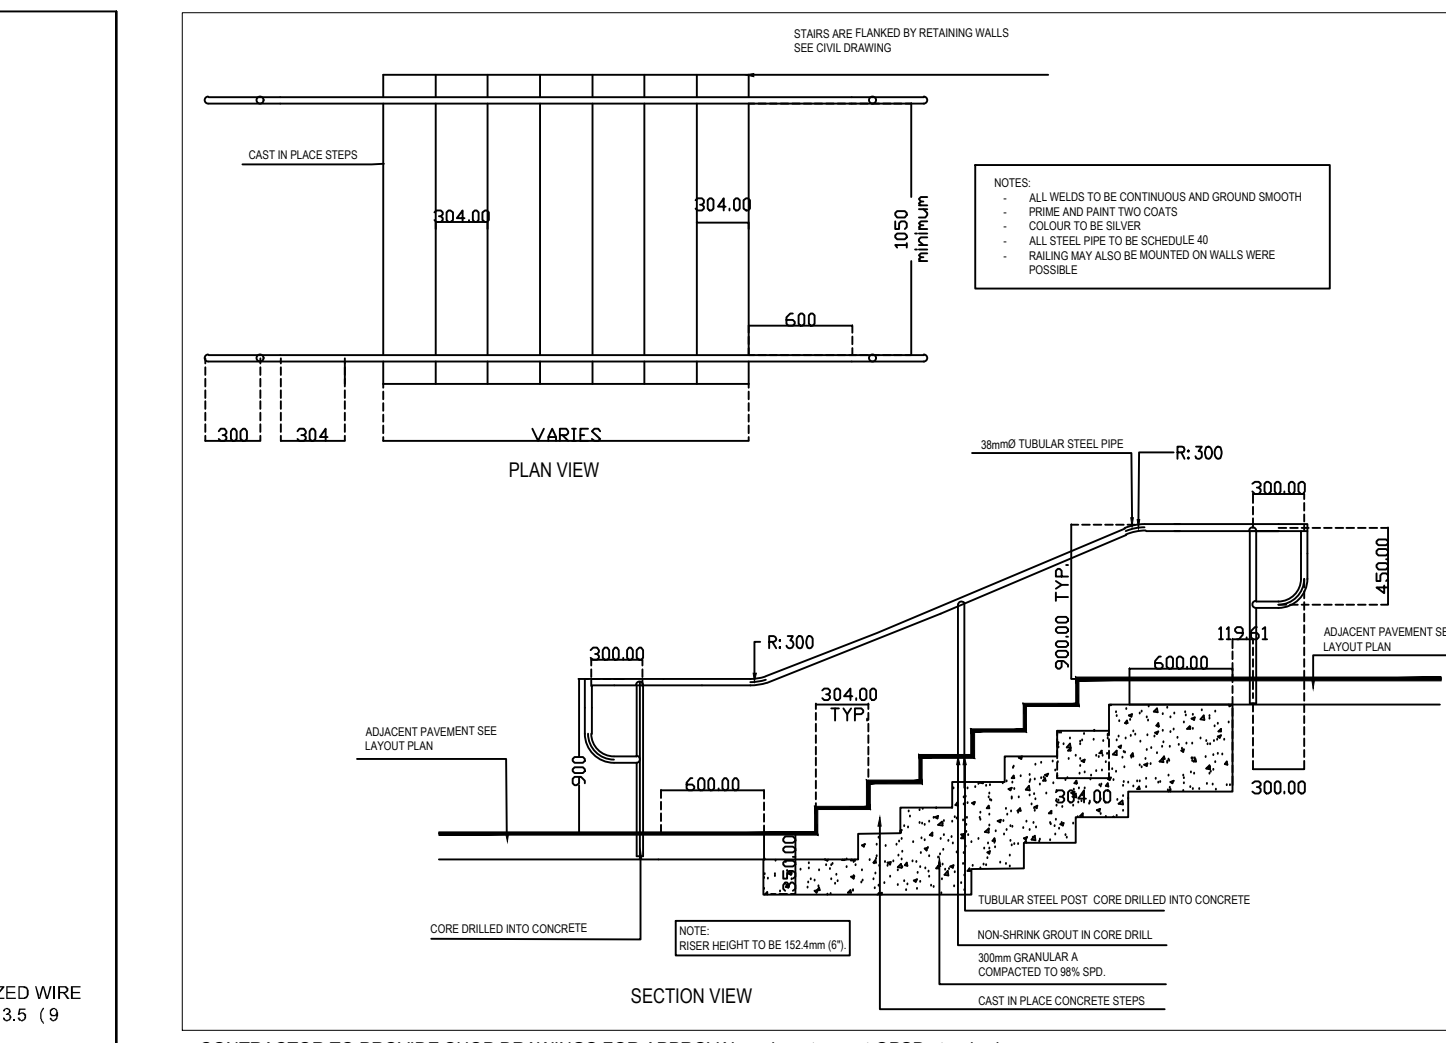 STAIRS ARE FLANKED BY RETAINING WALLS
SEE CIVIL DRAWING
CAST IN PLACE STEPS
304.00
304.00
1050
minimum
NOTES:
- ALL WELDS TO BE CONTINUOUS AND GROUND SMOOTH
- PRIME AND PAINT TWO COATS
- COLOUR TO BE SILVER
- ALL STEEL PIPE TO BE SCHEDULE 40
- RAILING MAY ALSO BE MOUNTED ON WALLS WERE
POSSIBLE
600
300
304
VARIES
PLAN VIEW
38mmØ TUBULAR STEEL PIPE
R: 300
300.00
450.00
900.00 TYP.
119.61
ADJACENT PAVEMENT SE
LAYOUT PLAN
600.00
R: 300
300.00
304.00
TYP.
ADJACENT PAVEMENT SEE
LAYOUT PLAN
900
600.00
304.00
300.00
350.00
TUBULAR STEEL POST CORE DRILLED INTO CONCRETE
CORE DRILLED INTO CONCRETE
NOTE:
RISER HEIGHT TO BE 152.4mm (6").
NON-SHRINK GROUT IN CORE DRILL
300mm GRANULAR A
COMPACTED TO 98% SPD.
CAST IN PLACE CONCRETE STEPS
SECTION VIEW
ZED WIRE
3.5 ( 9